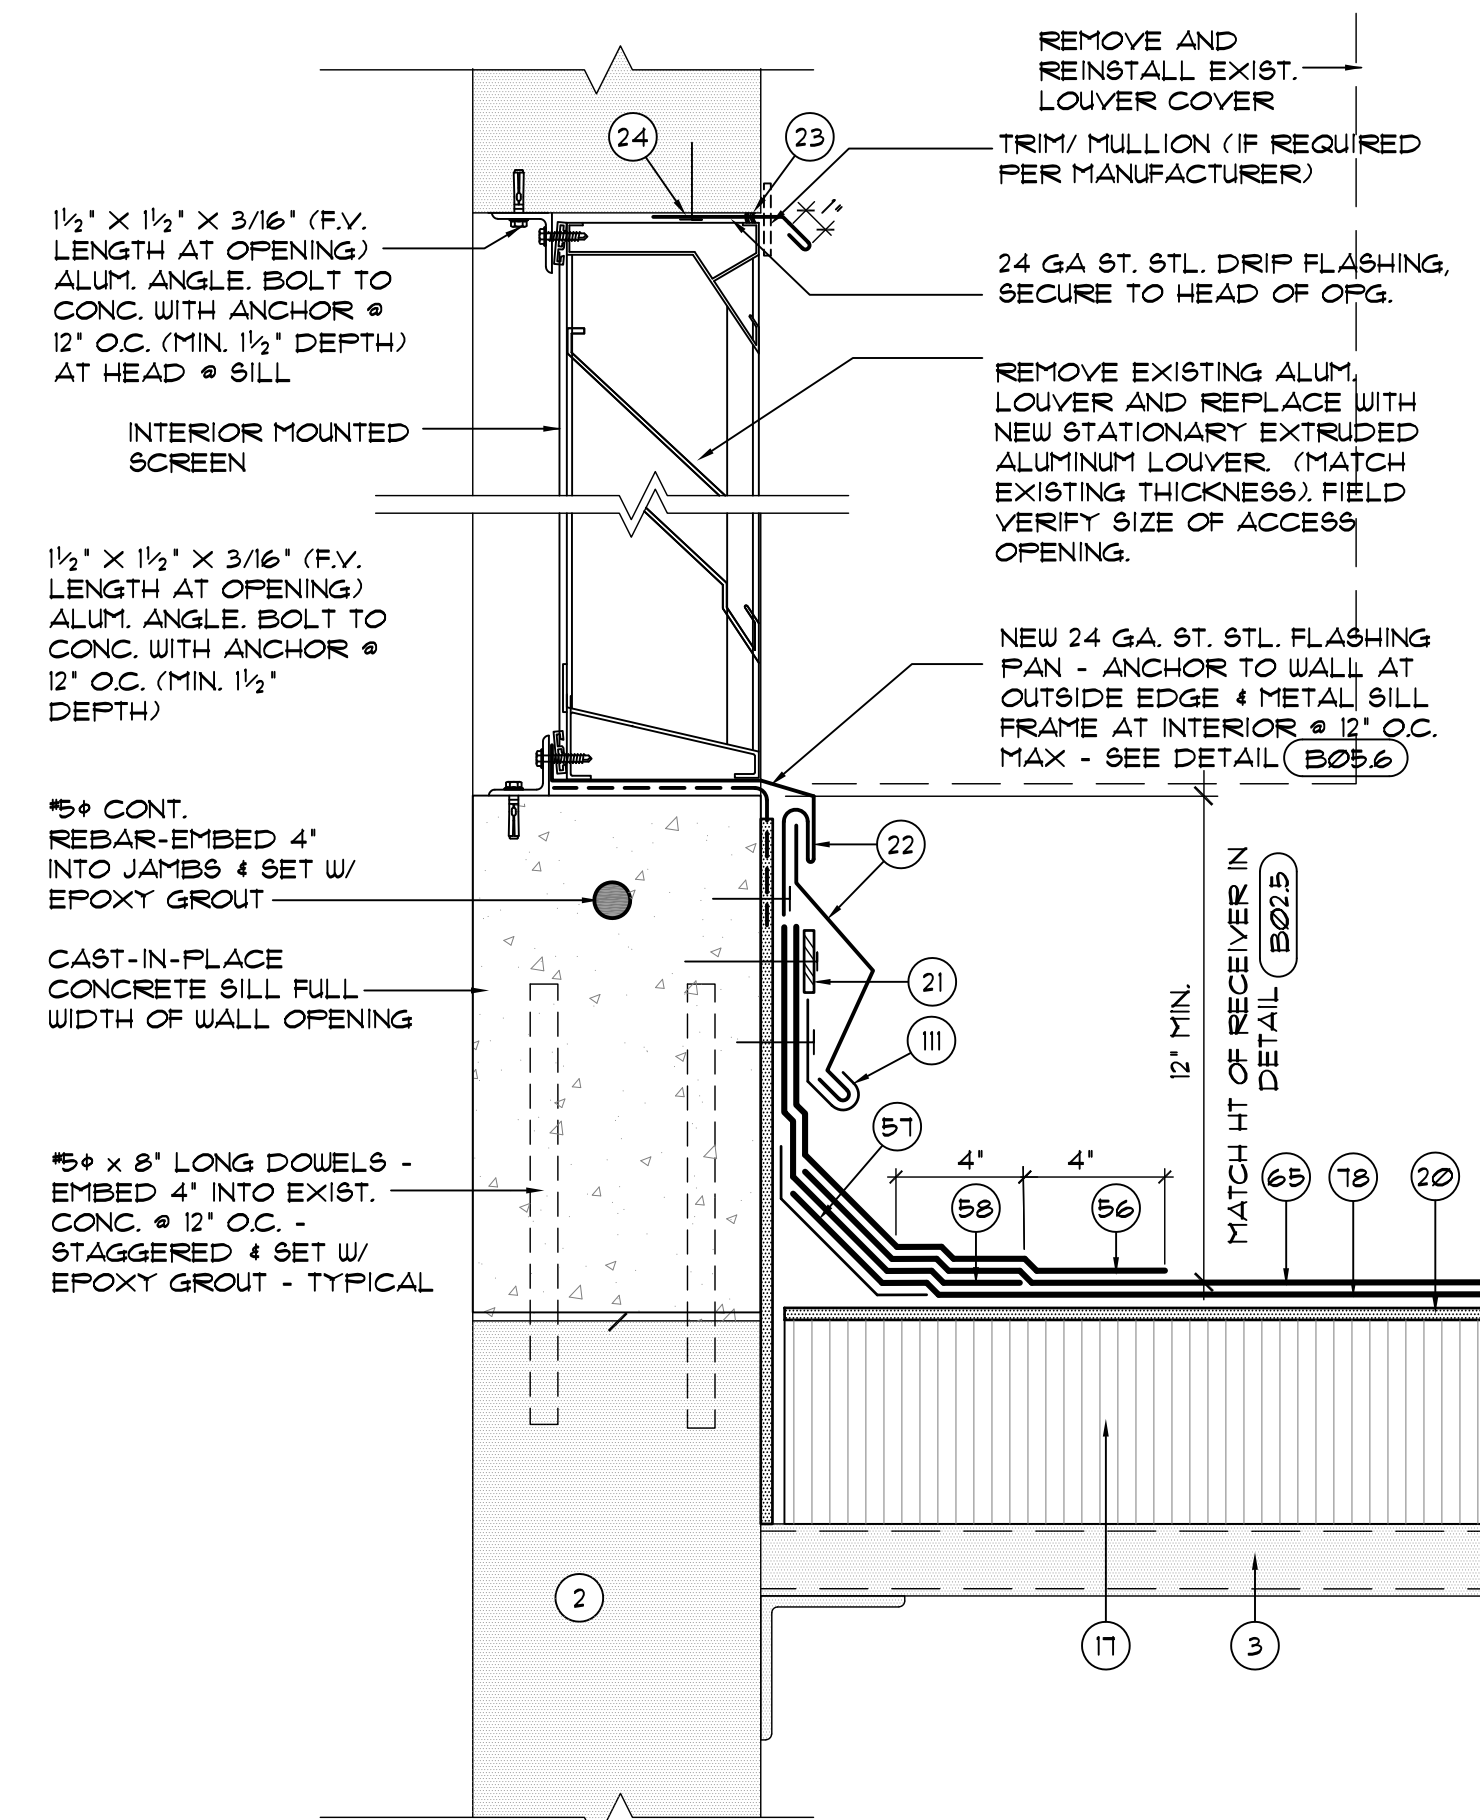 REMOVE AND
REINSTALL EXIST.
LOUVER COVER
24
23
TRIM/ MULLION (IF REQUIRED
PER MANUFACTURER)
1"
1½" X 1½" X 3/16" (F.V.
LENGTH AT OPENING)
ALUM. ANGLE. BOLT TO
CONC. WITH ANCHOR @
12" O.C. (MIN. 1½" DEPTH)
AT HEAD @ SILL
24 GA ST. STL. DRIP FLASHING,
SECURE TO HEAD OF OPG.
REMOVE EXISTING ALUM.
LOUVER AND REPLACE WITH
NEW STATIONARY EXTRUDED
ALUMINUM LOUVER. (MATCH
EXISTING THICKNESS). FIELD
VERIFY SIZE OF ACCESS
OPENING.
INTERIOR MOUNTED
SCREEN
1½" X 1½" X 3/16" (F.V.
LENGTH AT OPENING)
ALUM. ANGLE. BOLT TO
CONC. WITH ANCHOR @
12" O.C. (MIN. 1½"
DEPTH)
NEW 24 GA. ST. STL. FLASHING
PAN - ANCHOR TO WALL AT
OUTSIDE EDGE & METAL SILL
FRAME AT INTERIOR @ 12" O.C.
MAX - SEE DETAIL BØ5.6
#5φ CONT.
REBAR-EMBED 4"
INTO JAMBS & SET W/
EPOXY GROUT
22
CAST-IN-PLACE
CONCRETE SILL FULL
WIDTH OF WALL OPENING
21
111
57
12" MIN.
MATCH HT OF RECEIVER IN
DETAIL BØ2.5
#5φ x 8" LONG DOWELS -
EMBED 4" INTO EXIST.
CONC. @ 12" O.C. -
STAGGERED & SET W/
EPOXY GROUT - TYPICAL
4"
4"
58
56
65
78
2Ø
2
17
3